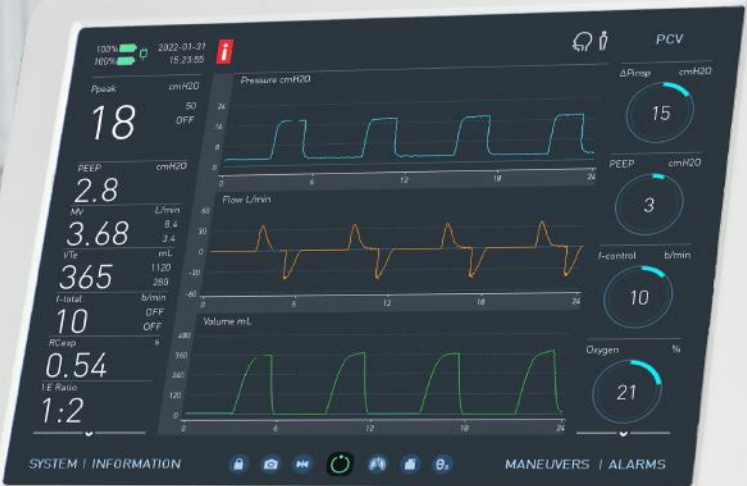 100% 2022-01-31
100% 15:23:55
i
PCV
Ppeak cmH2O
18 50
OFF
PEEP cmH2O
2.8
MV L/min
3.68 8.4
3.4
VTe mL
365 1120
280
f-total b/min
10 OFF
OFF
RCexp s
0.54
I:E Ratio
1:2
Pressure cmH2O
24
16
8
0
0 6 12 18 24
Flow L/min
60
30
0
-30
-60
0 6 12 18 24
Volume mL
480
360
240
120
0
0 6 12 18 24
ΔPinsp cmH2O
15
PEEP cmH2O
3
f-control b/min
10
Oxygen %
21
SYSTEM | INFORMATION
MANEUVERS | ALARMS